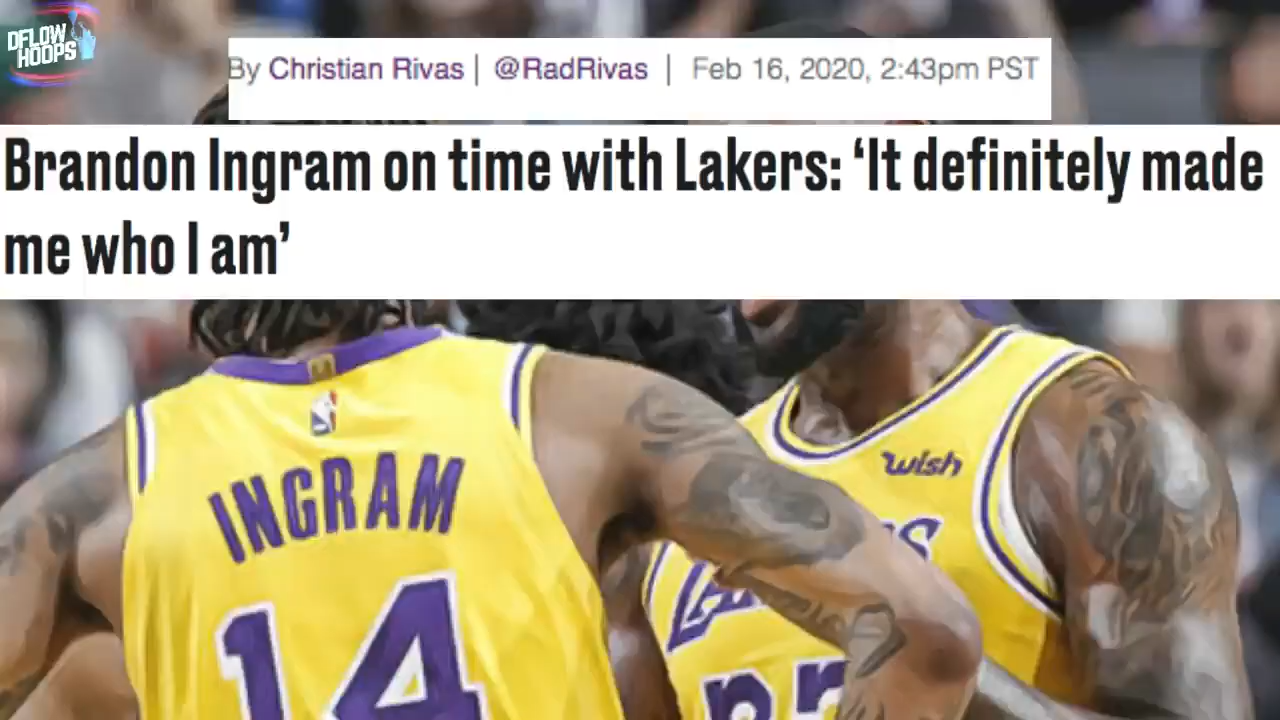 DFLOW
HOOPS
By Christian Rivas | @RadRivas | Feb 16, 2020, 2:43pm PST
Brandon Ingram on time with Lakers: ‘It definitely made
me who I am’
wish
INGRAM
14